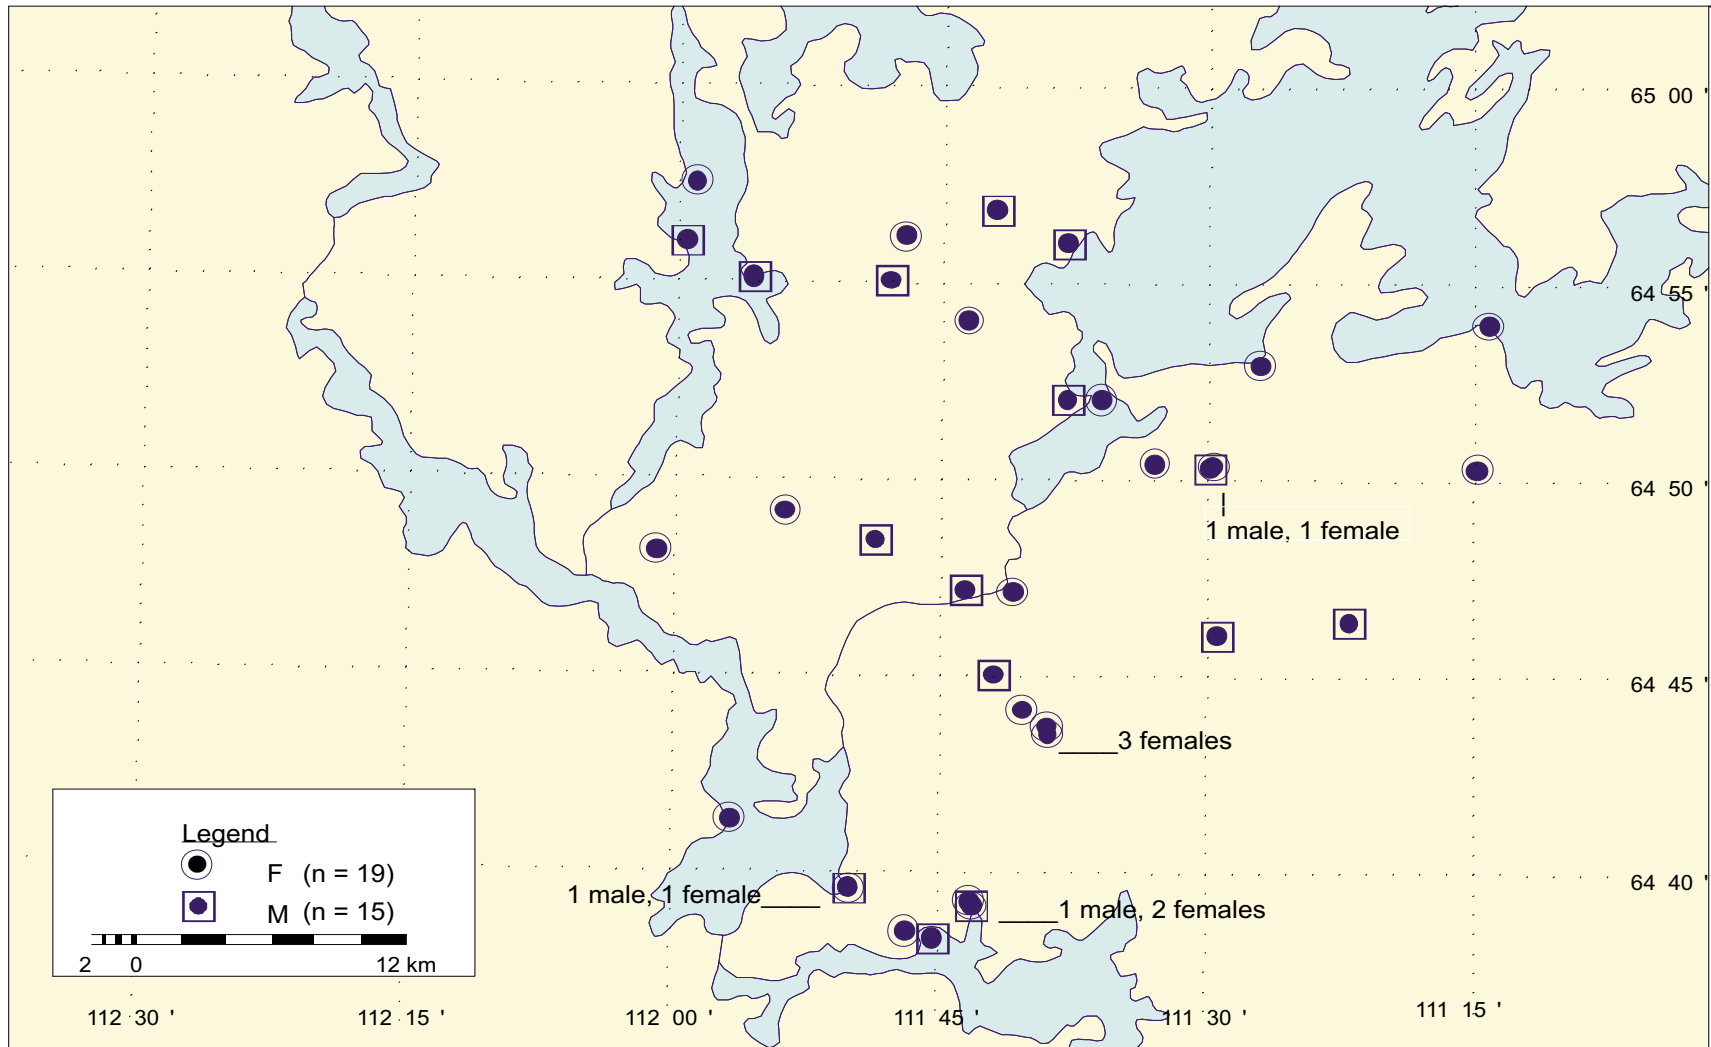 65 00 '
64 55 '
64 50 '
1 male, 1 female
64 45 '
3 females
Legend
F (n = 19)
M (n = 15)
2 0 12 km
64 40 '
1 male, 1 female
1 male, 2 females
112 30 ' 112 15 ' 112 00 ' 111 45 ' 111 30 ' 111 15 '